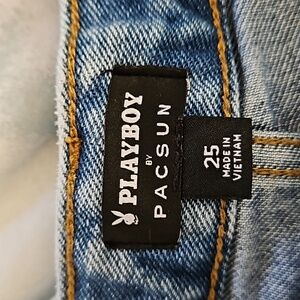 PLAYBOY
BY
PACSUN
25
MADE IN
VIETNAM